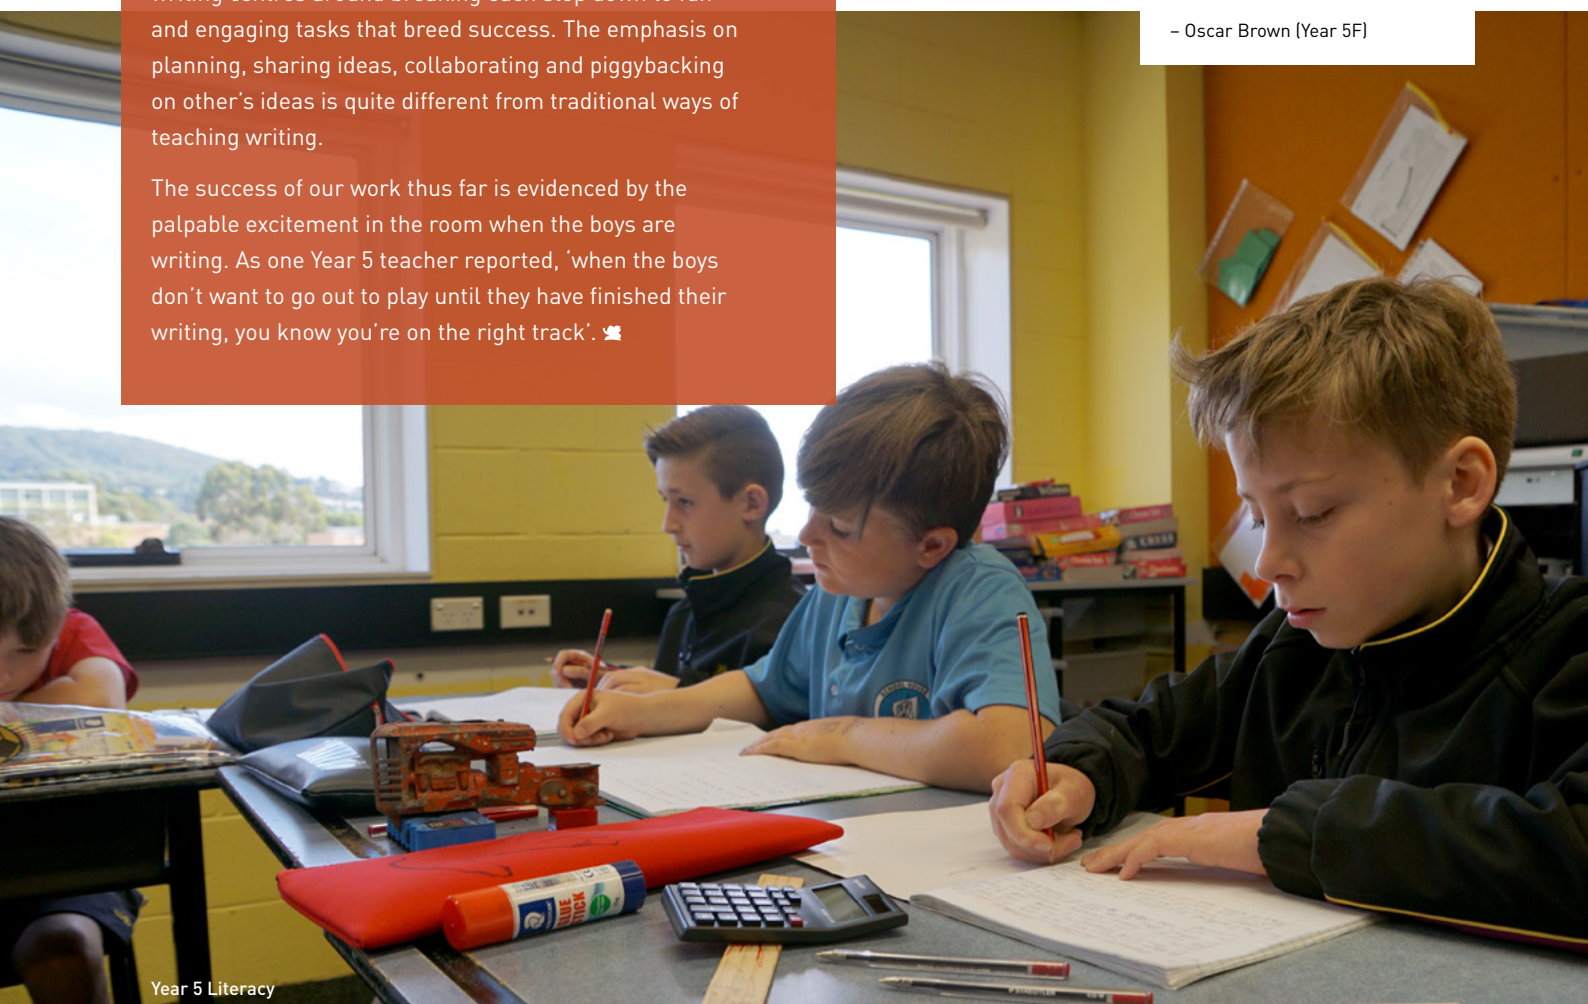 and engaging tasks that breed success. The emphasis on
planning, sharing ideas, collaborating and piggybacking
on other’s ideas is quite different from traditional ways of
teaching writing.
The success of our work thus far is evidenced by the
palpable excitement in the room when the boys are
writing. As one Year 5 teacher reported, ‘when the boys
don’t want to go out to play until they have finished their
writing, you know you’re on the right track’.
– Oscar Brown (Year 5F)
CHESS
SCHOOL HOUSE
GLUE
STICK
Year 5 Literacy